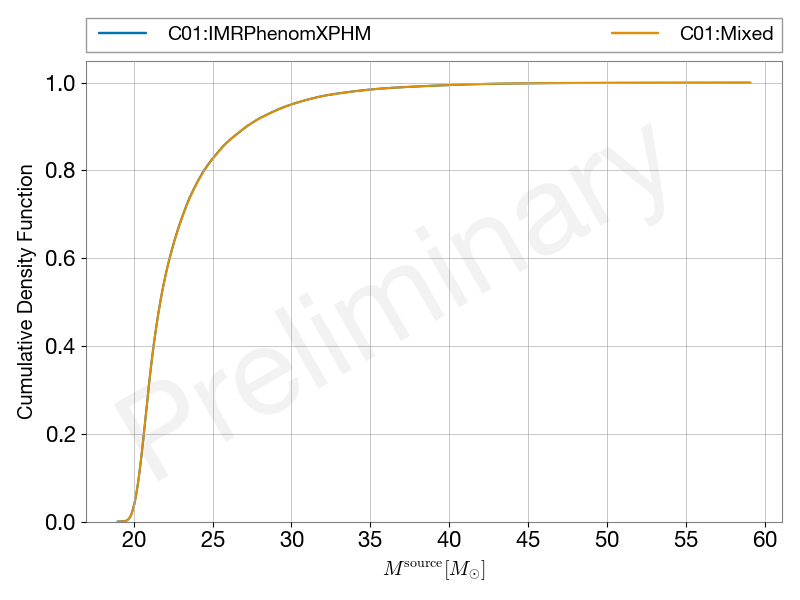 C01:IMRPhenomXPHM C01:Mixed
1.0
0.8
0.6
0.4
0.2
0.0
Cumulative Density Function
Preliminary
20 25 30 35 40 45 50 55 60
M^source [M_⊙]